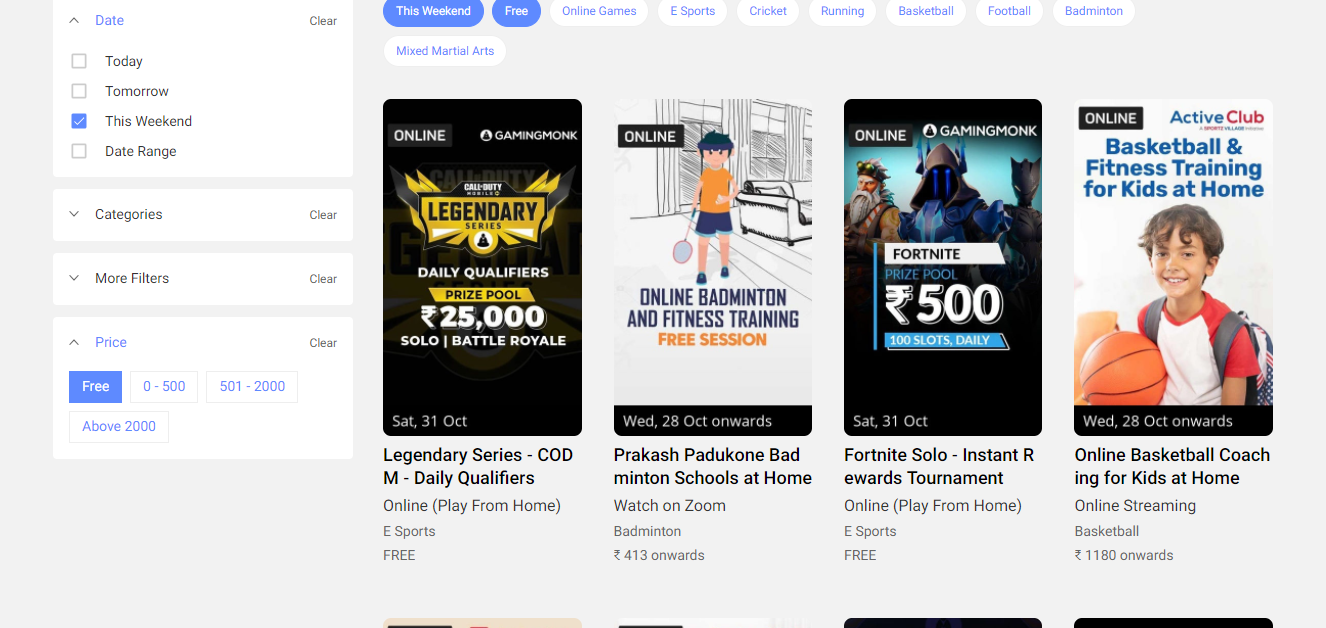 Date
Clear
Today
Tomorrow
This Weekend
Date Range
Categories
Clear
More Filters
Clear
Price
Clear
Free
0 - 500
501 - 2000
Above 2000
This Weekend
Free
Online Games
E Sports
Cricket
Running
Basketball
Football
Badminton
Mixed Martial Arts
ONLINE
GAMINGMONK
CALL·DUTY
MOBILE
LEGENDARY
SERIES
DAILY QUALIFIERS
PRIZE POOL
₹25,000
SOLO | BATTLE ROYALE
Sat, 31 Oct
Legendary Series - COD
M - Daily Qualifiers
Online (Play From Home)
E Sports
FREE
ONLINE
ONLINE BADMINTON
AND FITNESS TRAINING
FREE SESSION
Wed, 28 Oct onwards
Prakash Padukone Bad
minton Schools at Home
Watch on Zoom
Badminton
₹ 413 onwards
ONLINE
GAMINGMONK
FORTNITE
PRIZE POOL
₹500
100 SLOTS, DAILY
Sat, 31 Oct
Fortnite Solo - Instant R
ewards Tournament
Online (Play From Home)
E Sports
FREE
ONLINE
Active Club
A SPORTZ VILLAGE Initiative
Basketball &
Fitness Training
for Kids at Home
Wed, 28 Oct onwards
Online Basketball Coach
ing for Kids at Home
Online Streaming
Basketball
₹ 1180 onwards